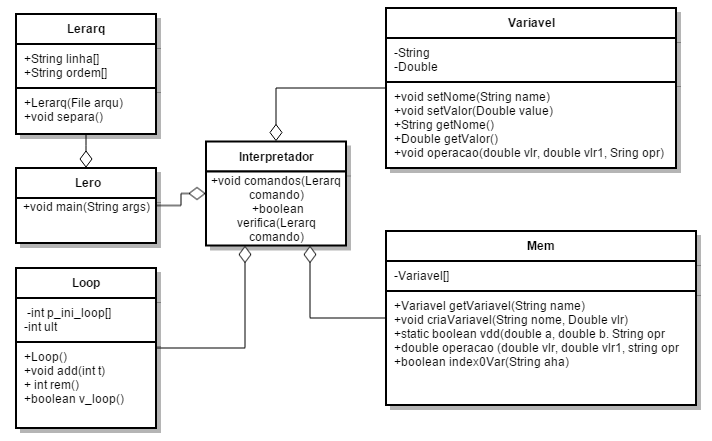 Lerarq
+String linha[]
+String ordem[]
+Lerarq(File arqu)
+void separa()
Lero
+void main(String args)
Loop
-int p_ini_loop[]
-int ult
+Loop()
+void add(int t)
+ int rem()
+boolean v_loop()
Interpretador
+void comandos(Lerarq
comando)
+boolean
verifica(Lerarq
comando)
Variavel
-String
-Double
+void setNome(String name)
+void setValor(Double value)
+String getNome()
+Double getValor()
+void operacao(double vlr, double vlr1, Sring opr)
Mem
-Variavel[]
+Variavel getVariavel(String name)
+void criaVariavel(String nome, Double vlr)
+static boolean vdd(double a, double b. String opr
+double operacao (double vlr, double vlr1, string opr
+boolean index0Var(String aha)